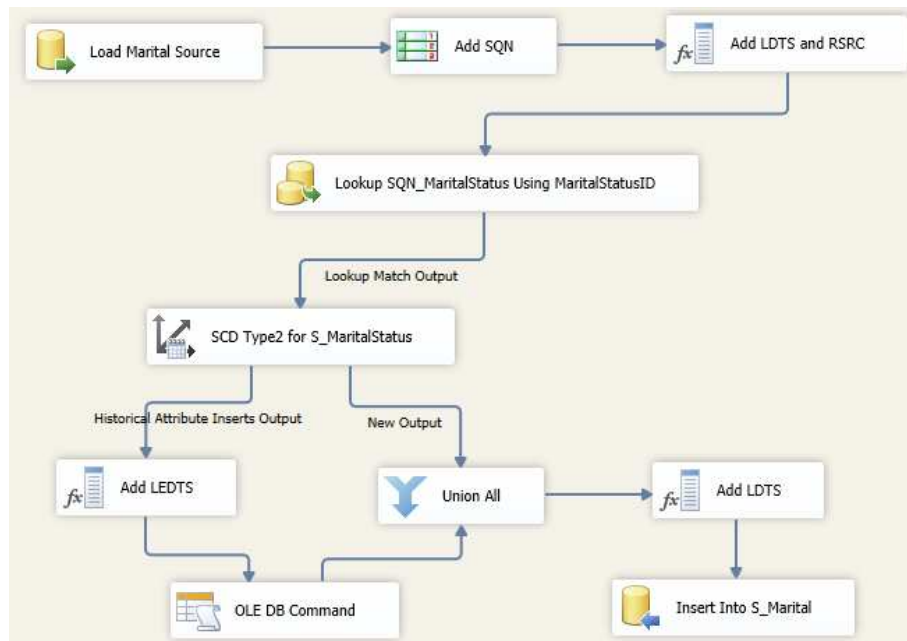 Load Marital Source
Add SQN
Add LDTS and RSRC
Lookup SQN_MaritalStatus Using MaritalStatusID
Lookup Match Output
SCD Type2 for S_MaritalStatus
Historical Attribute Inserts Output
New Output
Add LEDTS
Union All
Add LDTS
OLE DB Command
Insert Into S_Marital